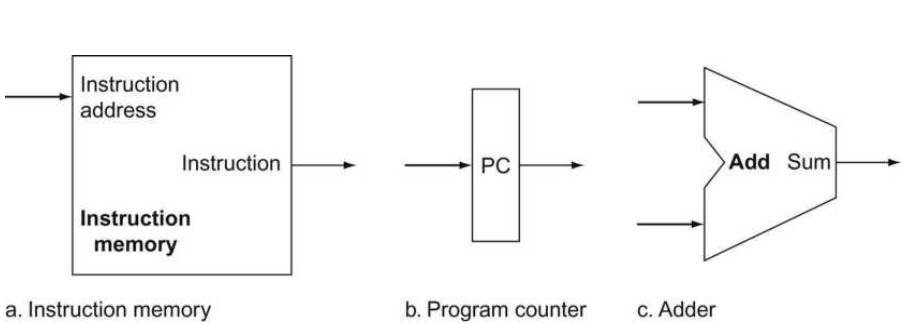 Instruction
address
Instruction
Instruction
memory
PC
Add Sum
a. Instruction memory
b. Program counter
c. Adder